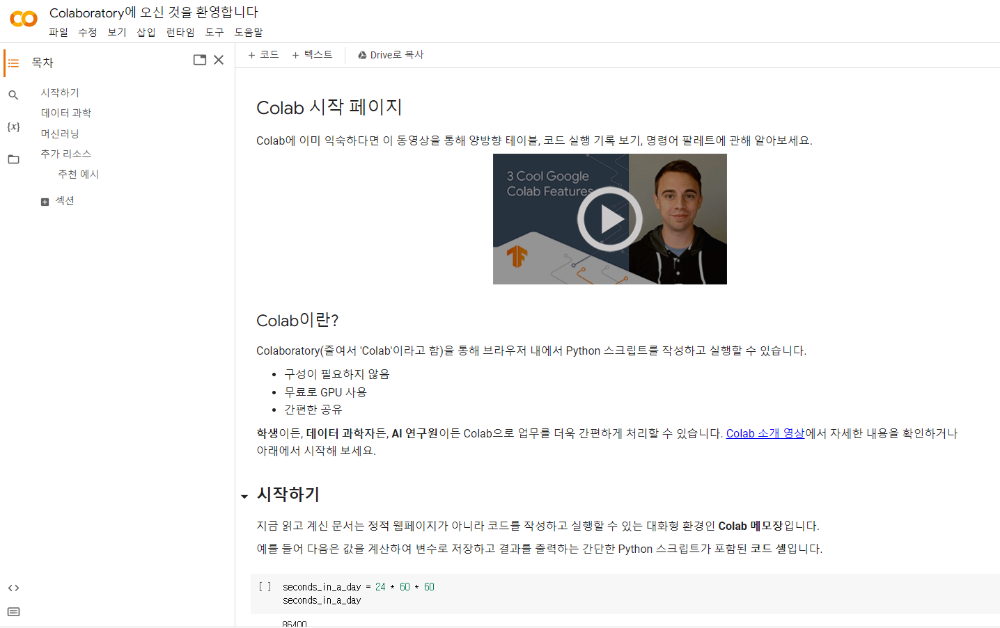 Colaboratory에 오신 것을 환영합니다
파일 수정 보기 삽입 런타임 도구 도움말
목차
시작하기
데이터 과학
머신러닝
추가 리소스
추천 예시
섹션
+ 코드 + 텍스트 Drive로 복사
Colab 시작 페이지
Colab에 이미 익숙하다면 이 동영상을 통해 양방향 테이블, 코드 실행 기록 보기, 명령어 팔레트에 관해 알아보세요.
3 Cool Google
Colab Features
Colab이란?
Colaboratory(줄여서 'Colab'이라고 함)을 통해 브라우저 내에서 Python 스크립트를 작성하고 실행할 수 있습니다.
• 구성이 필요하지 않음
• 무료로 GPU 사용
• 간편한 공유
학생이든, 데이터 과학자든, AI 연구원이든 Colab으로 업무를 더욱 간편하게 처리할 수 있습니다. Colab 소개 영상에서 자세한 내용을 확인하거나
아래에서 시작해 보세요.
시작하기
지금 읽고 계신 문서는 정적 웹페이지가 아니라 코드를 작성하고 실행할 수 있는 대화형 환경인 Colab 메모장입니다.
예를 들어 다음은 값을 계산하여 변수로 저장하고 결과를 출력하는 간단한 Python 스크립트가 포함된 코드 셀입니다.
[ ] seconds_in_a_day = 24 * 60 * 60
seconds_in_a_day
86400
{x}